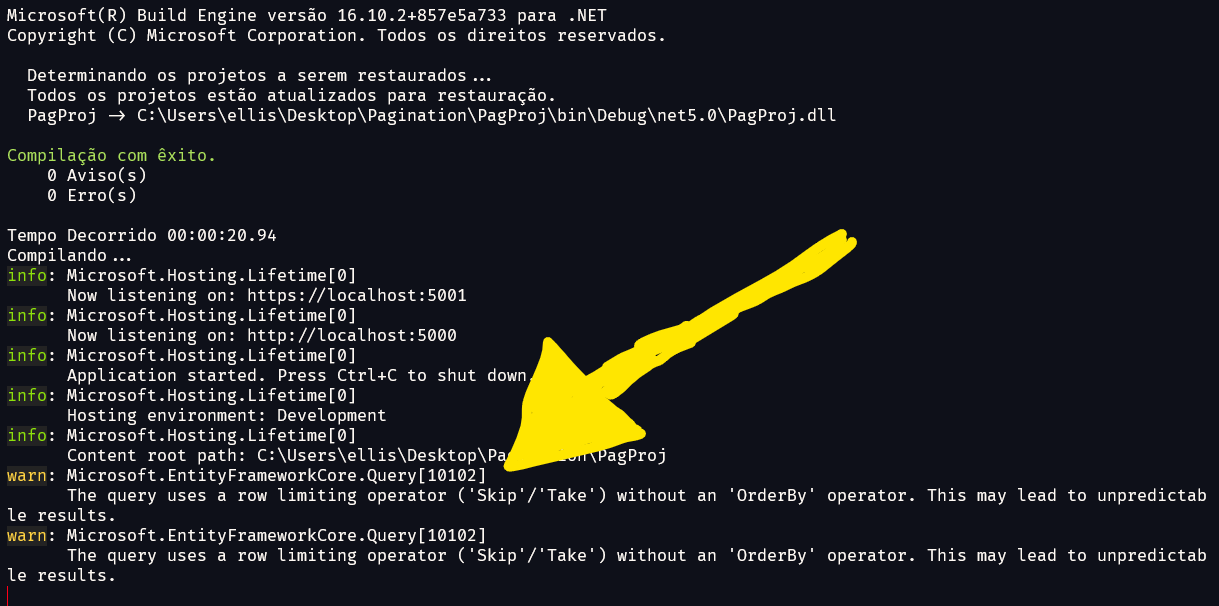 Microsoft(R) Build Engine versão 16.10.2+857e5a733 para .NET
Copyright (C) Microsoft Corporation. Todos os direitos reservados.
Determinando os projetos a serem restaurados...
Todos os projetos estão atualizados para restauração.
PagProj -> C:\Users\ellis\Desktop\Pagination\PagProj\bin\Debug\net5.0\PagProj.dll
Compilação com êxito.
0 Aviso(s)
0 Erro(s)
Tempo Decorrido 00:00:20.94
Compilando...
info: Microsoft.Hosting.Lifetime[0]
Now listening on: https://localhost:5001
info: Microsoft.Hosting.Lifetime[0]
Now listening on: http://localhost:5000
info: Microsoft.Hosting.Lifetime[0]
Application started. Press Ctrl+C to shut down.
info: Microsoft.Hosting.Lifetime[0]
Hosting environment: Development
info: Microsoft.Hosting.Lifetime[0]
Content root path: C:\Users\ellis\Desktop\Pagination\PagProj
warn: Microsoft.EntityFrameworkCore.Query[10102]
The query uses a row limiting operator ('Skip'/'Take') without an 'OrderBy' operator. This may lead to unpredictab
le results.
warn: Microsoft.EntityFrameworkCore.Query[10102]
The query uses a row limiting operator ('Skip'/'Take') without an 'OrderBy' operator. This may lead to unpredictab
le results.